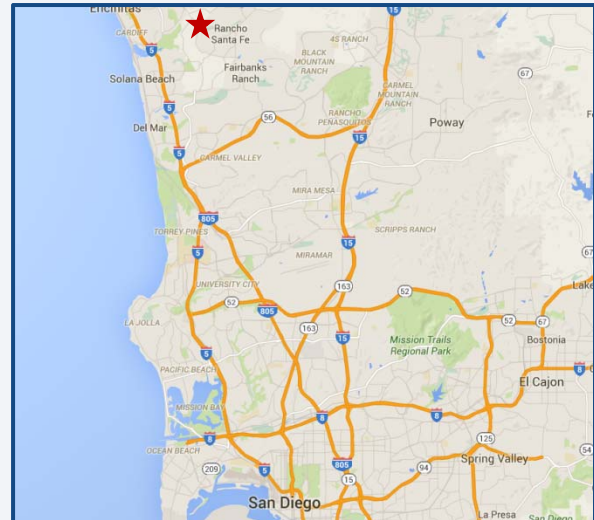 Encinitas
15
CARDIFF
Rancho
Santa Fe
4S RANCH
5
Fairbanks
Ranch
BLACK
MOUNTAIN
RANCH
67
Solana Beach
CARMEL
MOUNTAIN
RANCH
5
56
RANCHO
PEÑASQUITOS
Poway
Del Mar
15
5
CARMEL VALLEY
MIRA MESA
805
TORREY PINES
SCRIPPS RANCH
15
5
67
MIRAMAR
UNIVERSITY CITY
163
52
Lake
52
805
LA JOLLA
163
52
67
15
Mission Trails
Regional Park
Bostonia
5
8
PACIFIC BEACH
El Cajon
MISSION BAY
8
8
8
125
OCEAN BEACH
54
Spring Valley
209
5
805
94
15
San Diego
La Presa
San Diego